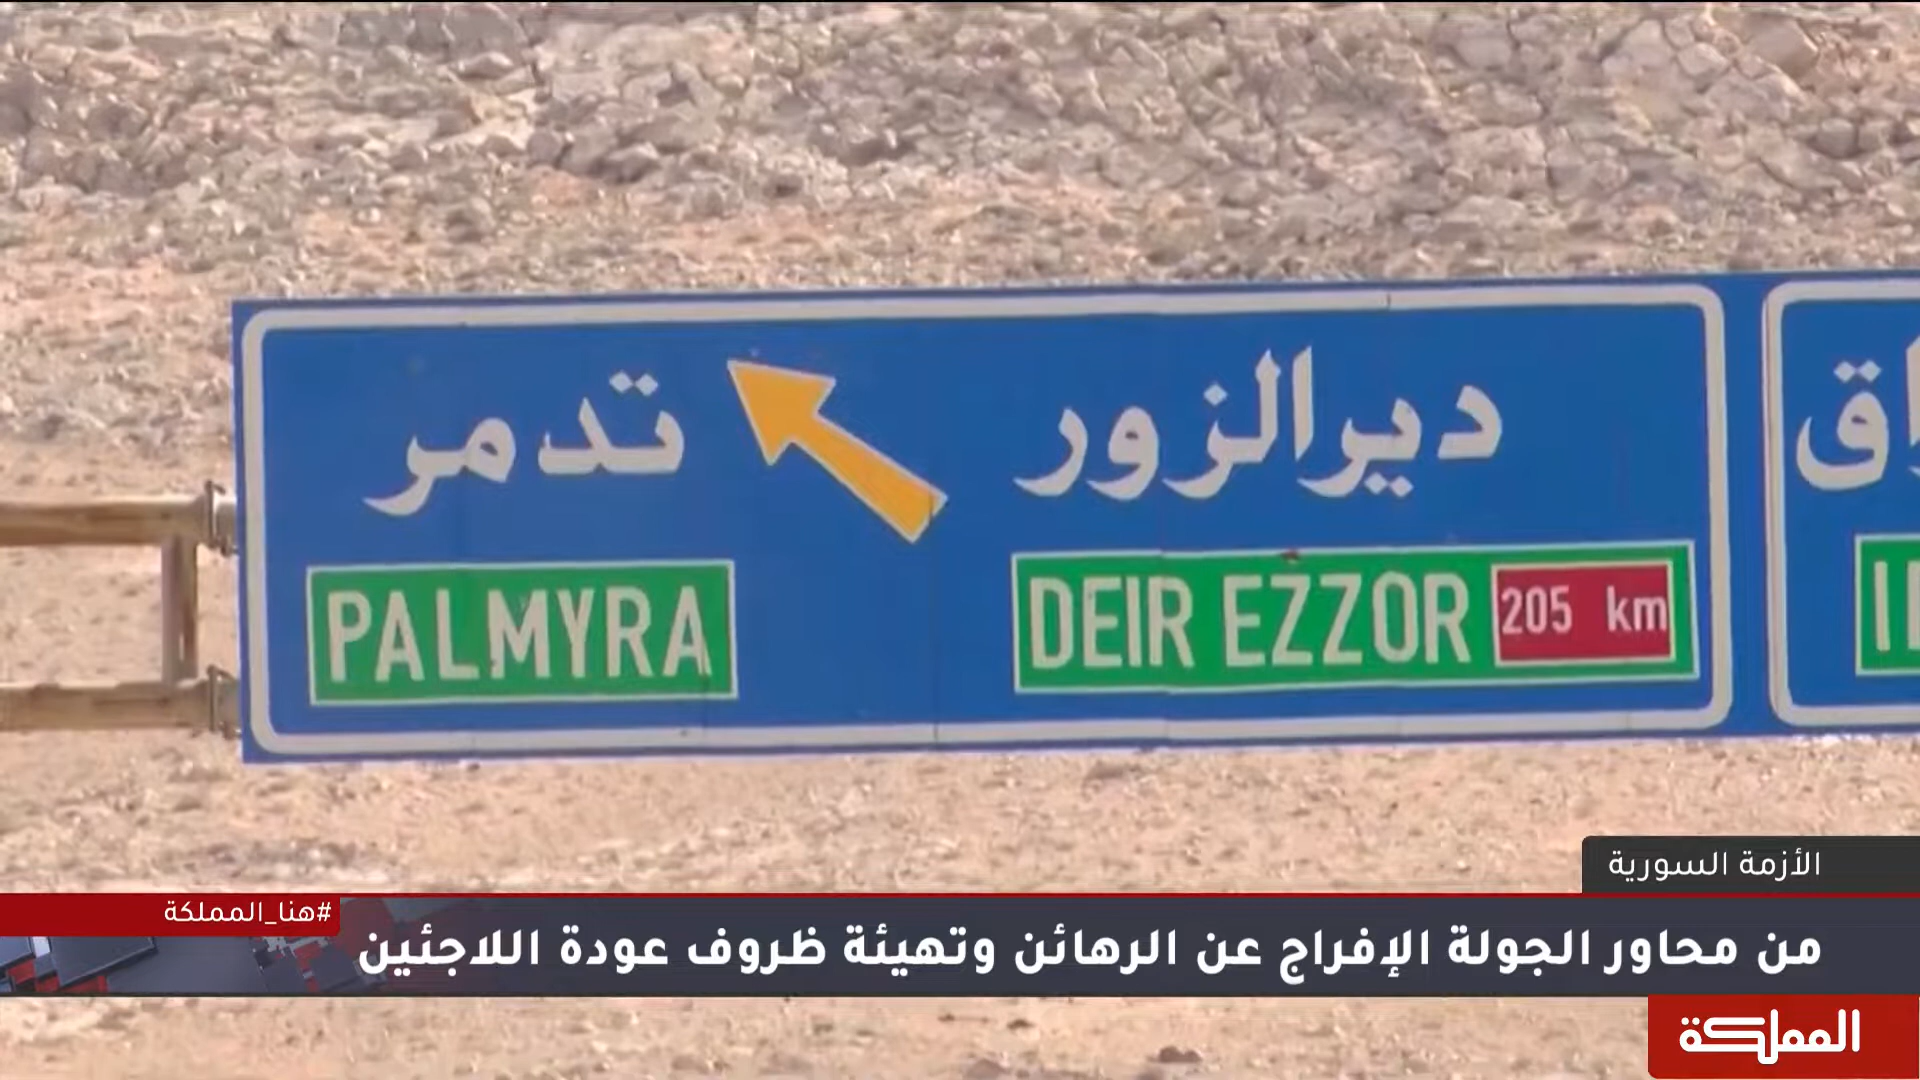 ديرالزور
تدمر
DEIR EZZOR 205 km
PALMYRA
الأزمة السورية
#هنا_المملكة
من محاور الجولة الإفراج عن الرهائن وتهيئة ظروف عودة اللاجئين
المملكة